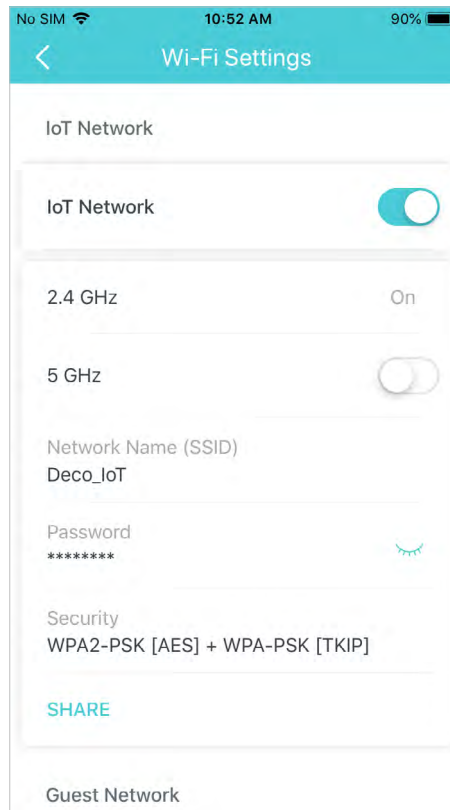 No SIM 10:52 AM 90%
Wi-Fi Settings
IoT Network
IoT Network
2.4 GHz On
5 GHz
Network Name (SSID)
Deco_IoT
Password
********
Security
WPA2-PSK [AES] + WPA-PSK [TKIP]
SHARE
Guest Network